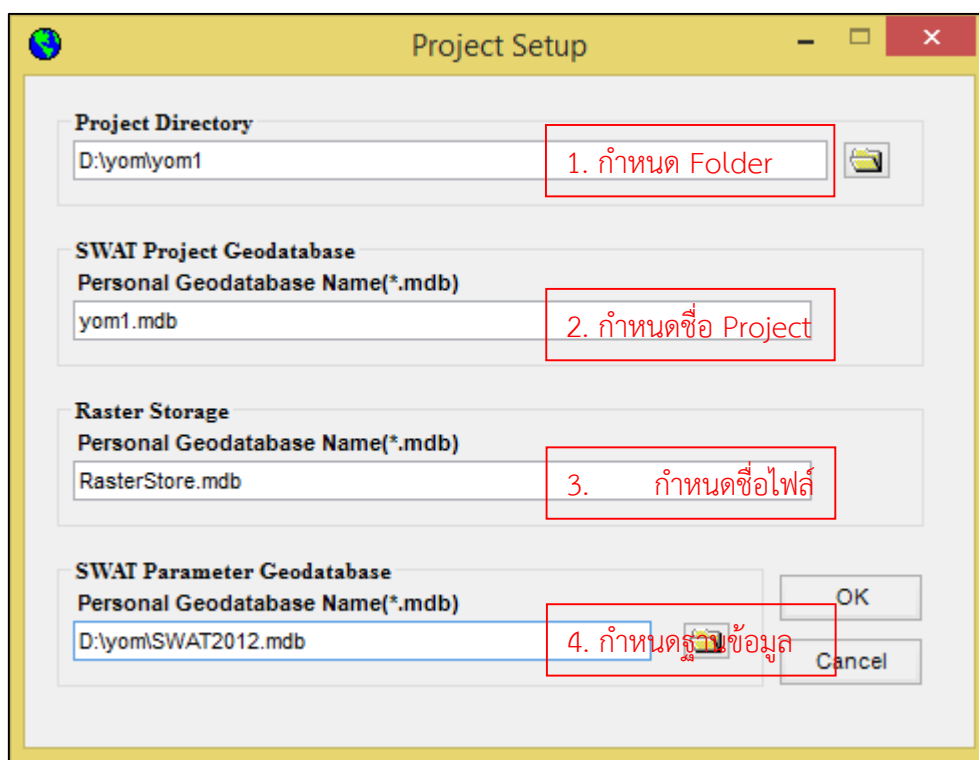 Project Setup
Project Directory
D:\yom\yom1
1. กำหนด Folder
SWAT Project Geodatabase
Personal Geodatabase Name(*.mdb)
yom1.mdb
2. กำหนดชื่อ Project
Raster Storage
Personal Geodatabase Name(*.mdb)
RasterStore.mdb
3. กำหนดชื่อไฟล์
SWAT Parameter Geodatabase
Personal Geodatabase Name(*.mdb)
OK
D:\yom\SWAT2012.mdb
4. กำหนดฐานข้อมูล
Cancel